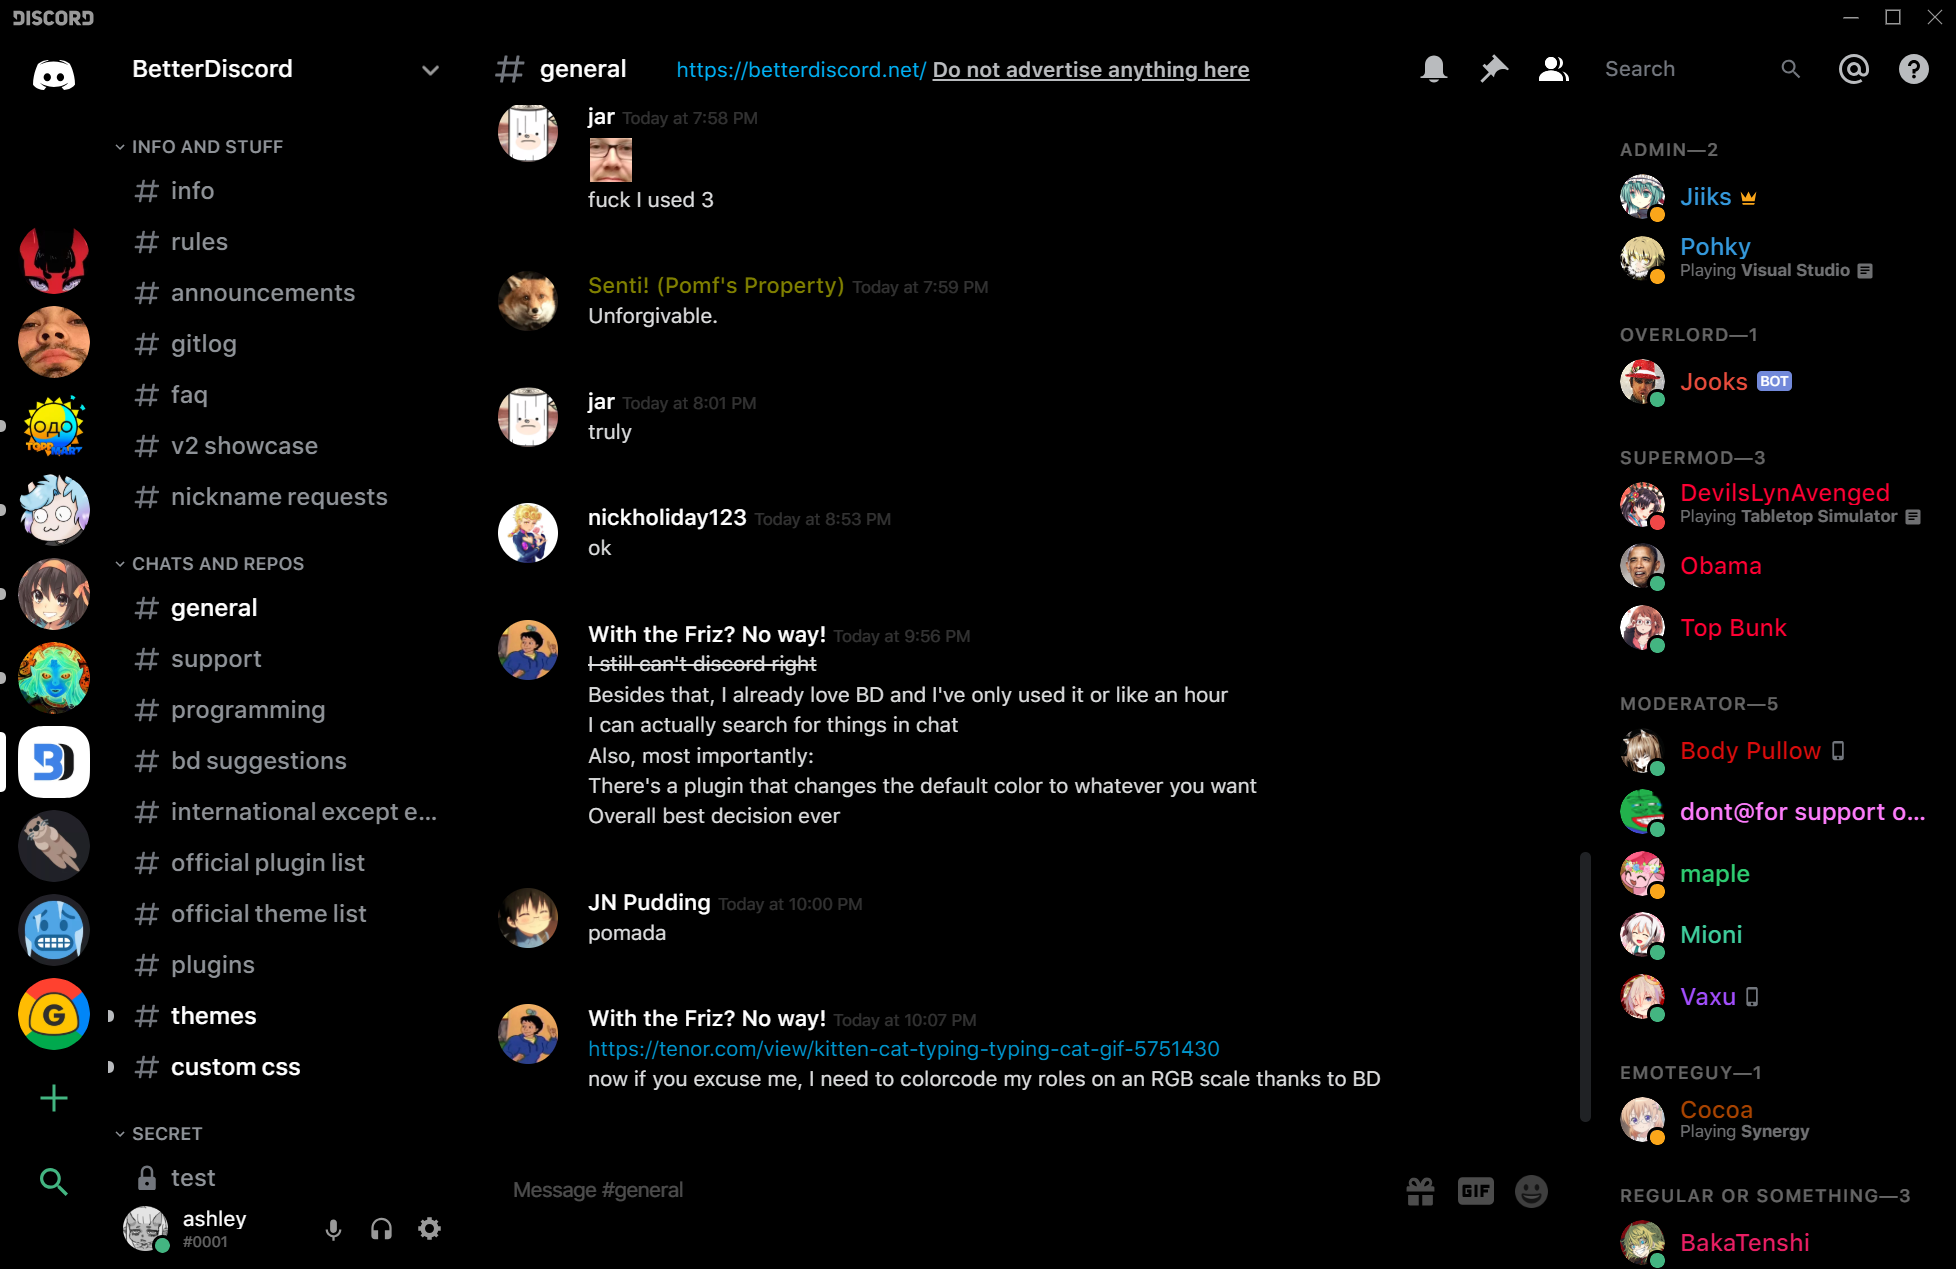 DISCORD
BetterDiscord
INFO AND STUFF
info
rules
announcements
gitlog
faq
v2 showcase
nickname requests
CHATS AND REPOS
general
support
programming
bd suggestions
international except e...
official plugin list
official theme list
plugins
themes
custom css
SECRET
test
ashley
#0001
general
https://betterdiscord.net/ Do not advertise anything here
Search
jar Today at 7:58 PM
fuck I used 3
Senti! (Pomf's Property) Today at 7:59 PM
Unforgivable.
jar Today at 8:01 PM
truly
nickholiday123 Today at 8:53 PM
ok
With the Friz? No way! Today at 9:56 PM
I still can't discord right
Besides that, I already love BD and I've only used it or like an hour
I can actually search for things in chat
Also, most importantly:
There's a plugin that changes the default color to whatever you want
Overall best decision ever
JN Pudding Today at 10:00 PM
pomada
With the Friz? No way! Today at 10:07 PM
https://tenor.com/view/kitten-cat-typing-typing-cat-gif-5751430
now if you excuse me, I need to colorcode my roles on an RGB scale thanks to BD
Message #general
GIF
ADMIN—2
Jiiks
Pohky
Playing Visual Studio
OVERLORD—1
Jooks BOT
SUPERMOD—3
DevilsLynAvenged
Playing Tabletop Simulator
Obama
Top Bunk
MODERATOR—5
Body Pullow
dont@for support o...
maple
Mioni
Vaxu
EMOTEGUY—1
Cocoa
Playing Synergy
REGULAR OR SOMETHING—3
BakaTenshi